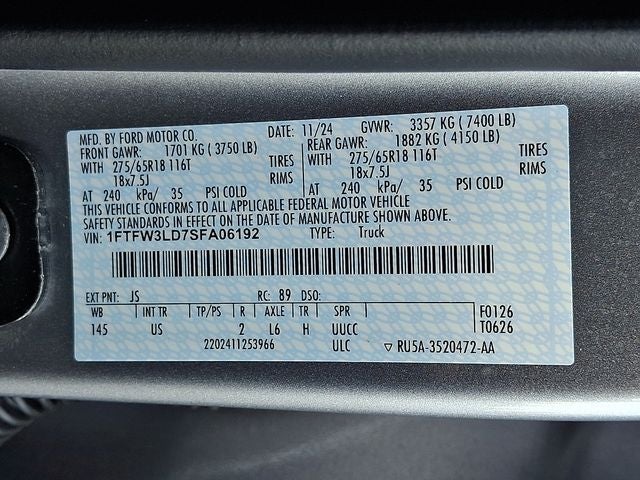 MFD. BY FORD MOTOR CO. DATE: 11/24 GVWR: 3357 KG ( 7400 LB)
FRONT GAWR: 1701 KG ( 3750 LB) REAR GAWR: 1882 KG ( 4150 LB)
WITH 275/65R18 116T TIRES WITH 275/65R18 116T TIRES
18x7.5J RIMS 18x7.5J RIMS
AT 240 kPa/ 35 PSI COLD AT 240 kPa/ 35 PSI COLD
THIS VEHICLE CONFORMS TO ALL APPLICABLE FEDERAL MOTOR VEHICLE
SAFETY STANDARDS IN EFFECT ON THE DATE OF MANUFACTURE SHOWN ABOVE.
VIN: 1FTFW3LD7SFA06192 TYPE: Truck
EXT PNT: JS RC: 89 DSO:
WB INT TR TP/PS R AXLE TR SPR F0126
145 US 2 L6 H UUCC T0626
2202411253966 ULC ▽ RU5A-3520472-AA